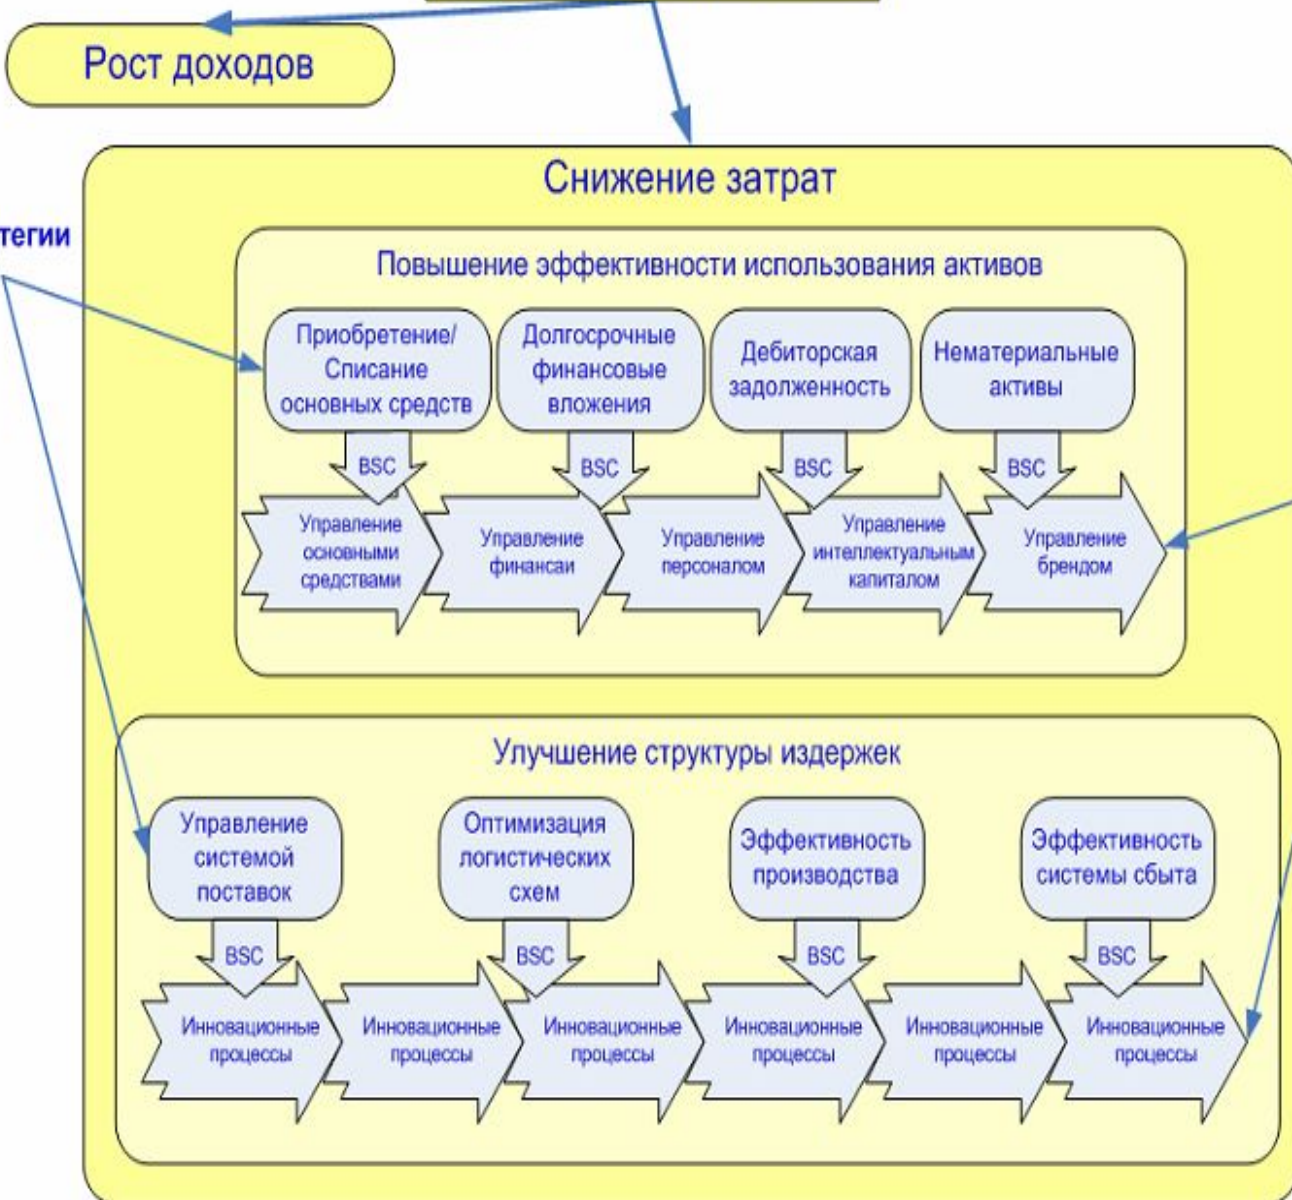 Рост доходов
Снижение затрат
тегии
Повышение эффективности использования активов
Приобретение/
Списание
основных средств
Долгосрочные
финансовые
вложения
Дебиторская
задолженность
Нематериальные
активы
BSC
BSC
BSC
BSC
Управление
основными
средствами
Управление
финансаи
Управление
персоналом
Управление
интеллектуальным
капиталом
Управление
брендом
Улучшение структуры издержек
Управление
системой
поставок
Оптимизация
логистических
схем
Эффективность
производства
Эффективность
системы сбыта
BSC
BSC
BSC
BSC
Инновационные
процессы
Инновационные
процессы
Инновационные
процессы
Инновационные
процессы
Инновационные
процессы
Инновационные
процессы